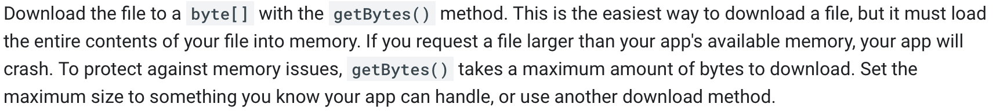 Download the file to a byte[] with the getBytes() method. This is the easiest way to download a file, but it must load
the entire contents of your file into memory. If you request a file larger than your app's available memory, your app will
crash. To protect against memory issues, getBytes() takes a maximum amount of bytes to download. Set the
maximum size to something you know your app can handle, or use another download method.